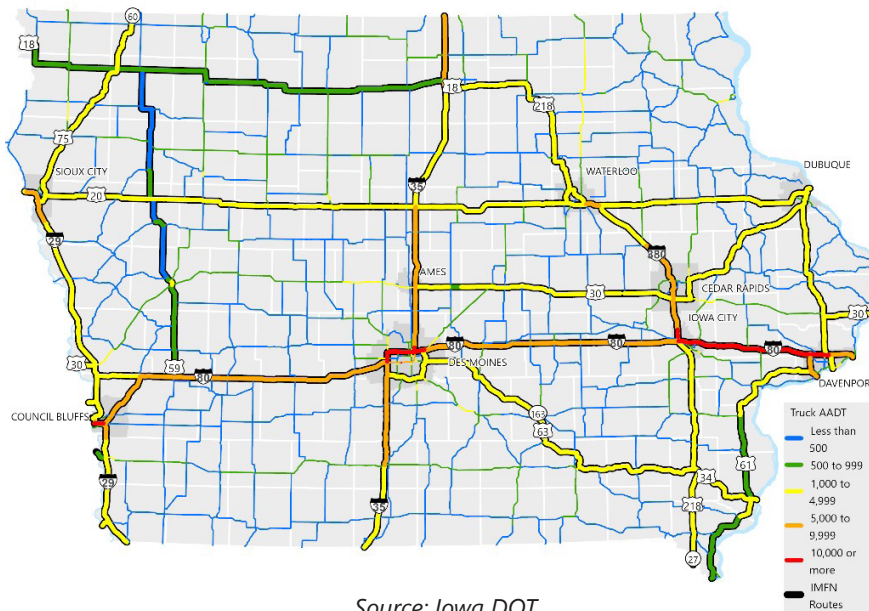 60
18
18
218
75
SIOUX CITY
WATERLOO
DUBUQUE
35
20
29
380
AMES
CEDAR RAPIDS
30
IOWA CITY
30
80
80
80
30
59
80
DES MOINES
DAVENPOR
COUNCIL BLUFFS
163
63
Truck AADT
Less than
500
500 to 999
1,000 to
4,999
5,000 to
9,999
10,000 or
more
IMFN
Routes
61
34
29
35
218
27
Source: Iowa DOT